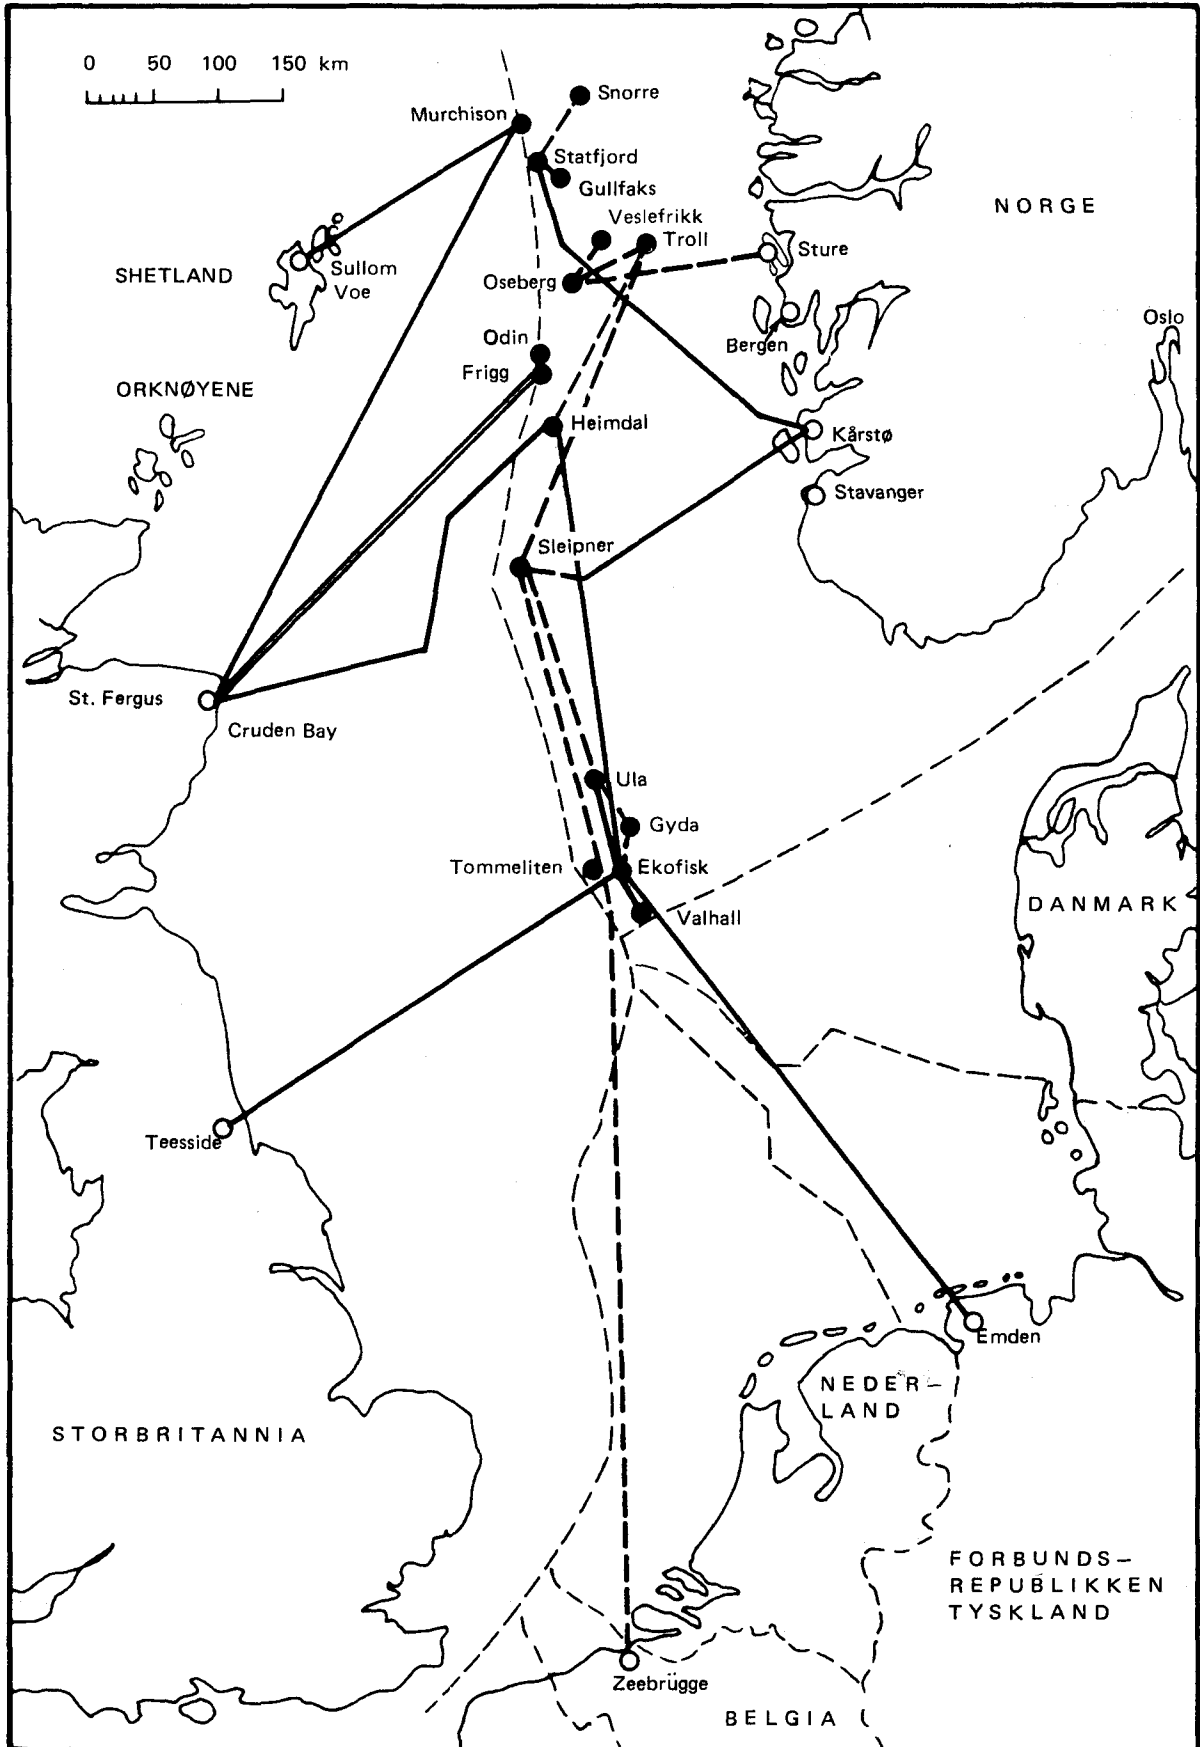 0 50 100 150 km
Snorre
Murchison
Statfjord
Gullfaks
NORGE
Veslefrikk
Troll
Sture
SHETLAND
Sullom
Voe
Oseberg
Oslo
Odin
Bergen
Frigg
ORKNØYENE
Heimdal
Kårstø
Stavanger
Sleipner
St. Fergus
Cruden Bay
Ula
Gyda
Tommeliten
Ekofisk
DANMARK
Valhall
Teesside
Emden
NEDER-
LAND
STORBRITANNIA
FORBUNDS-
REPUBLIKKEN
TYSKLAND
Zeebrügge
BELGIA